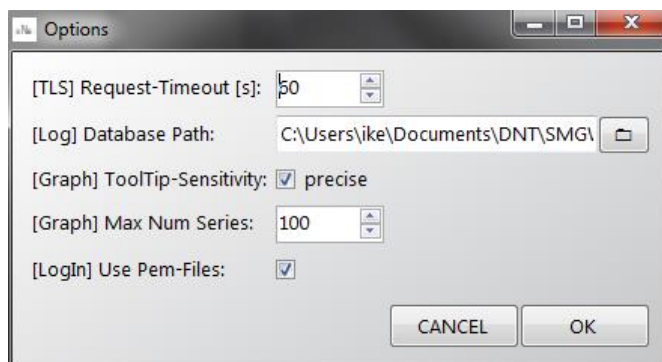 Options
[TLS] Request-Timeout [s]: 60
[Log] Database Path: C:\Users\ike\Documents\DNT\SMG\
[Graph] ToolTip-Sensitivity: precise
[Graph] Max Num Series: 100
[LogIn] Use Pem-Files:
CANCEL OK